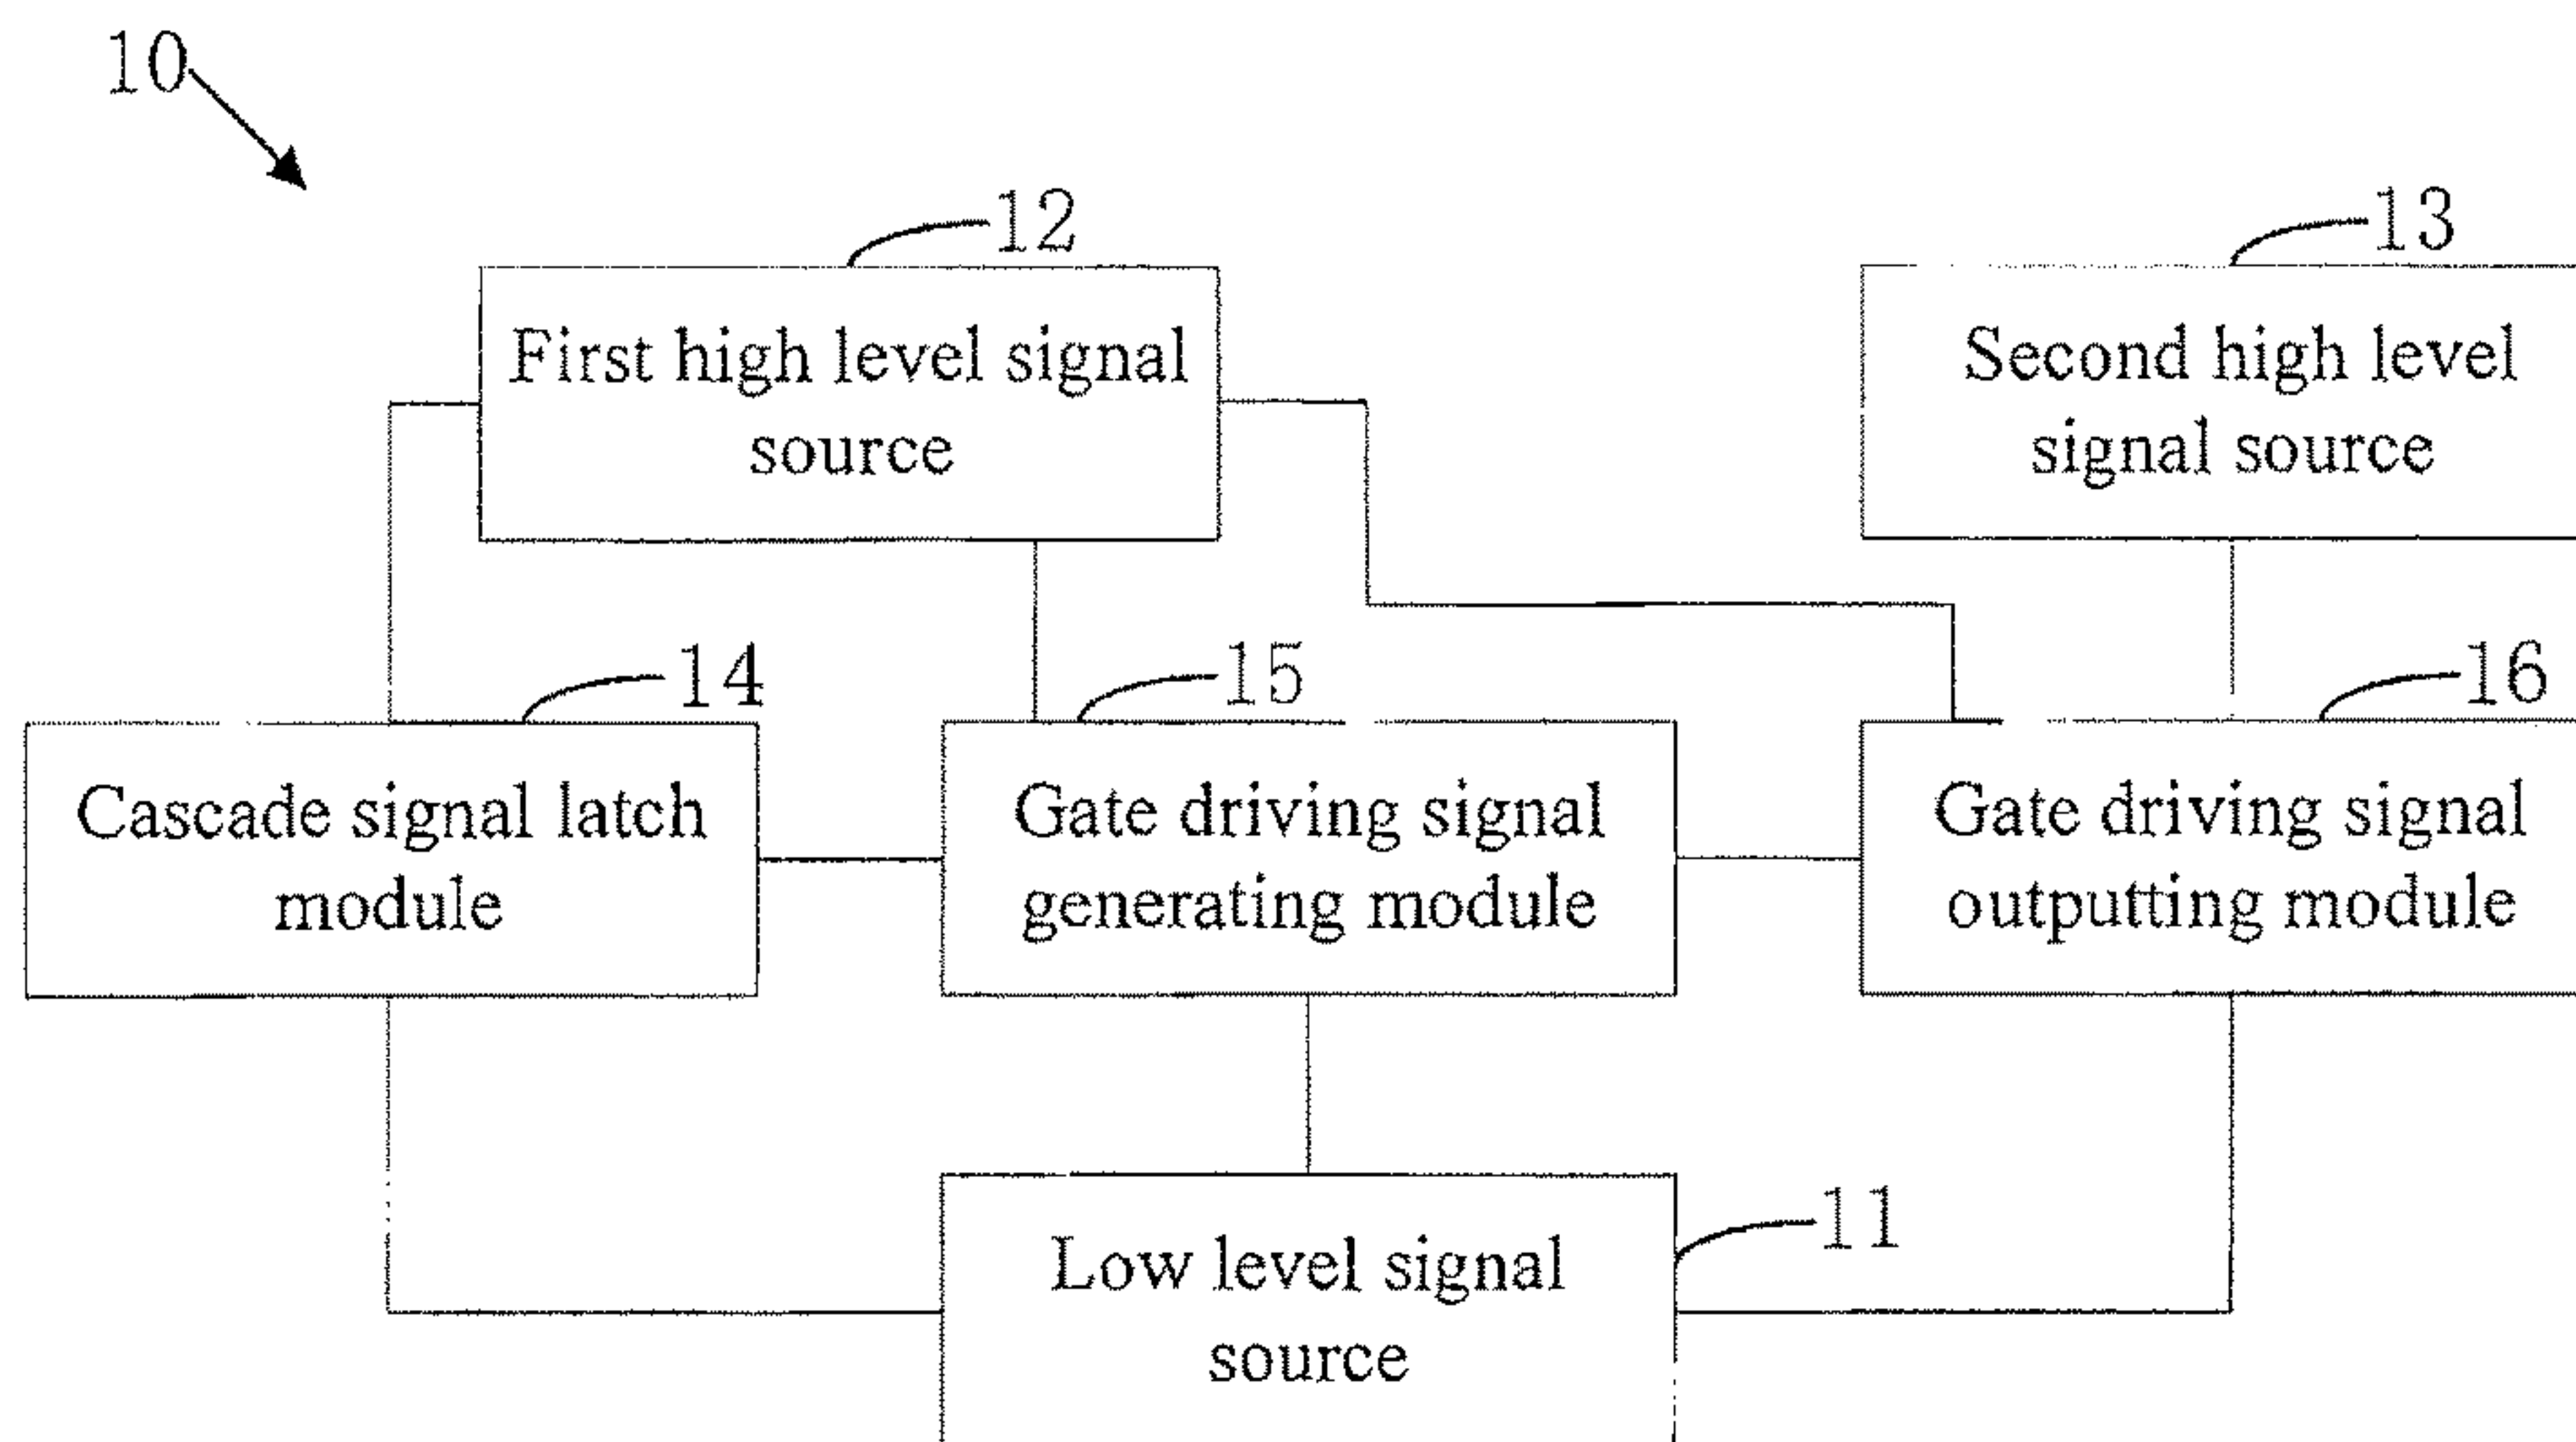 10
12
13
First high level signal
source
Second high level
signal source
14
15
16
Cascade signal latch
module
Gate driving signal
generating module
Gate driving signal
outputting module
11
Low level signal
source